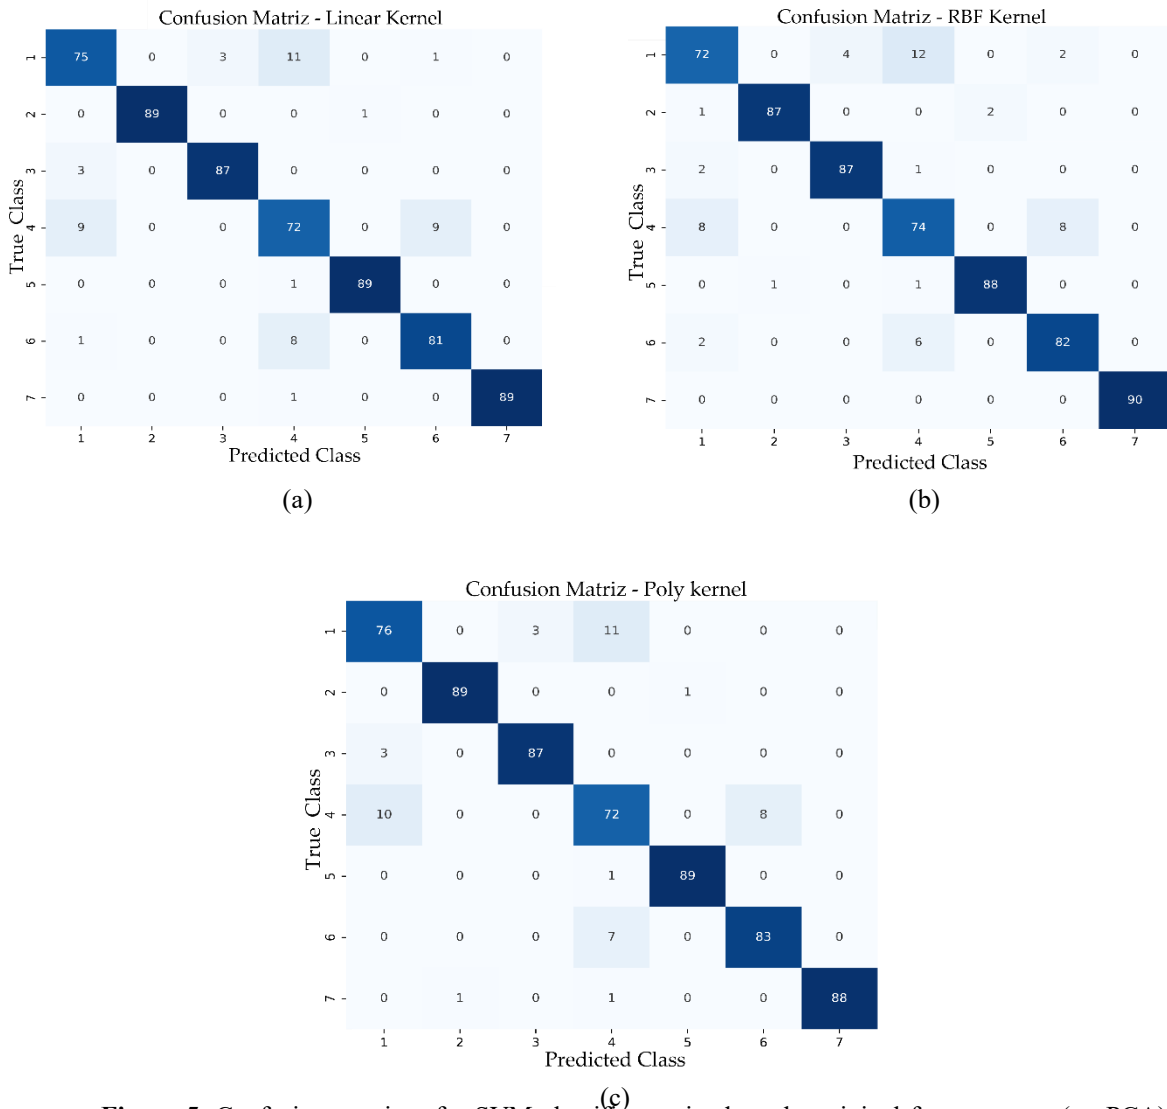 Confusion Matriz - Linear Kernel
1 75 0 3 11 0 1 0
2 0 89 0 0 1 0 0
3 3 0 87 0 0 0 0
4 9 0 0 72 0 9 0
5 0 0 0 1 89 0 0
6 1 0 0 8 0 81 0
7 0 0 0 1 0 0 89
True Class
1 2 3 4 5 6 7
Predicted Class
(a)
Confusion Matriz - RBF Kernel
1 72 0 4 12 0 2 0
2 1 87 0 0 2 0 0
3 2 0 87 1 0 0 0
4 8 0 0 74 0 8 0
5 0 1 0 1 88 0 0
6 2 0 0 6 0 82 0
7 0 0 0 0 0 0 90
True Class
1 2 3 4 5 6 7
Predicted Class
(b)
Confusion Matriz - Poly kernel
1 76 0 3 11 0 0 0
2 0 89 0 0 1 0 0
3 3 0 87 0 0 0 0
4 10 0 0 72 0 8 0
5 0 0 0 1 89 0 0
6 0 0 0 7 0 83 0
7 0 1 0 1 0 0 88
True Class
1 2 3 4 5 6 7
Predicted Class
(c)
Figure 5. Confusion matrices for SVM original feature space (no PCA)